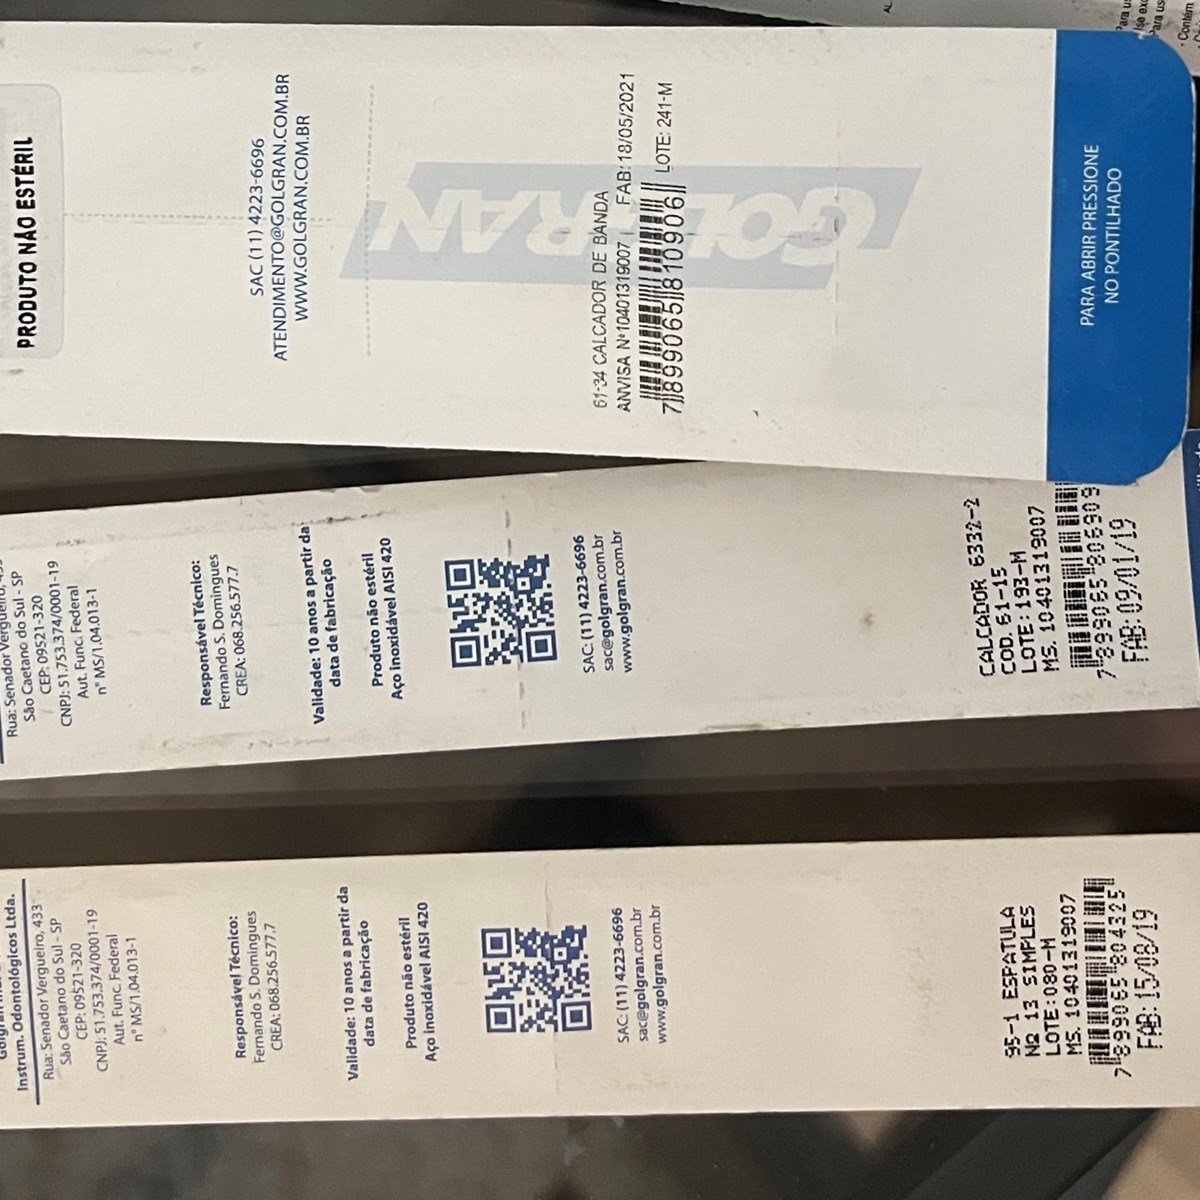 PRODUTO NÃO ESTÉRIL
SAC (11) 4223-6696
ATENDIMENTO@GOLGRAN.COM.BR
WWW.GOLGRAN.COM.BR
GOLGRAN
61-34 CALCADOR DE BANDA
ANVISA Nº10401319007 FAB: 18/05/2021
LOTE: 241-M
7899065810906
PARA ABRIR PRESSIONE
NO PONTILHADO
Rua: Senador Vergueiro, 433
São Caetano do Sul - SP
CEP: 09521-320
CNPJ: 51.753.374/0001-19
Aut. Func. Federal
nº MS/1.04.013-1
Responsável Técnico:
Fernando S. Domingues
CREA: 068.256.577.7
Validade: 10 anos a partir da
data de fabricação
Produto não estéril
Aço inoxidável AISI 420
SAC: (11) 4223-6696
sac@golgran.com.br
www.golgran.com.br
CALCADOR 6332-2
COD. 61-15
LOTE: 193-M
MS. 10401319007
7 899065 806909
FAB: 09/01/19
Instrum. Odontológicos Ltda.
Rua: Senador Vergueiro, 433
São Caetano do Sul - SP
CEP: 09521-320
CNPJ: 51.753.374/0001-19
Aut. Func. Federal
nº MS/1.04.013-1
Responsável Técnico:
Fernando S. Domingues
CREA: 068.256.577.7
Validade: 10 anos a partir da
data de fabricação
Produto não estéril
Aço inoxidável AISI 420
SAC: (11) 4223-6696
sac@golgran.com.br
www.golgran.com.br
95-1 ESPATULA
Nº 13 SIMPLES
LOTE: 080-M
MS. 10401319007
7 899065 804325
FAB: 15/08/19